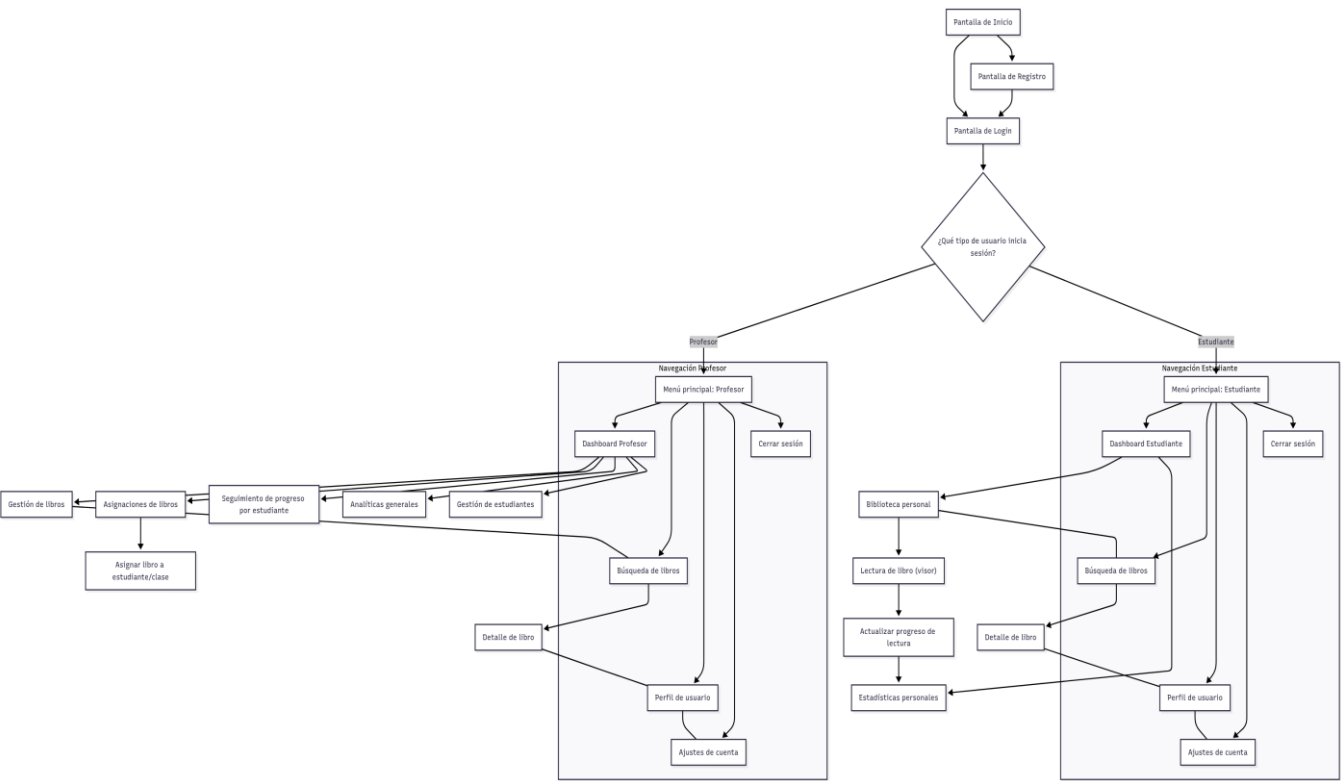 Pantalla de Inicio
Pantalla de Registro
Pantalla de Login
¿Qué tipo de usuario inicia
sesión?
Profesor
Estudiante
Navegación Profesor
Navegación Estudiante
Menú principal: Profesor
Menú principal: Estudiante
Dashboard Profesor
Cerrar sesión
Dashboard Estudiante
Cerrar sesión
Gestión de libros
Asignaciones de libros
Seguimiento de progreso
por estudiante
Analíticas generales
Gestión de estudiantes
Biblioteca personal
Asignar libro a
estudiante/clase
Búsqueda de libros
Lectura de libro (visor)
Búsqueda de libros
Detalle de libro
Actualizar progreso de
lectura
Detalle de libro
Perfil de usuario
Estadísticas personales
Perfil de usuario
Ajustes de cuenta
Ajustes de cuenta